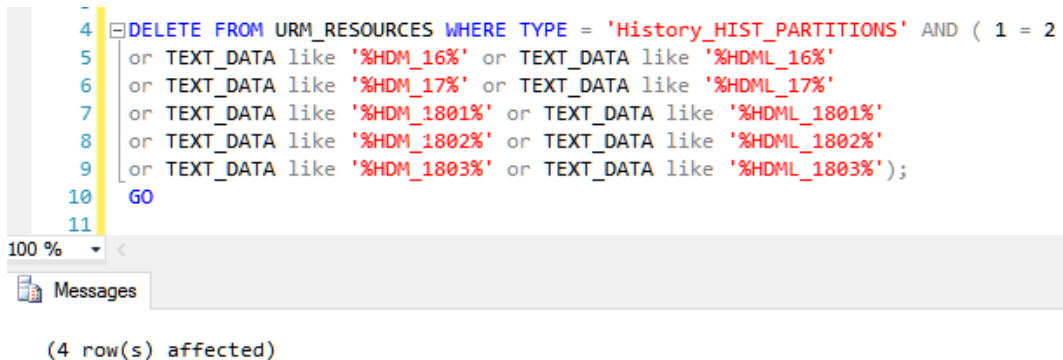 4 DELETE FROM URM_RESOURCES WHERE TYPE = 'History_HIST_PARTITIONS' AND ( 1 = 2
5 or TEXT_DATA like '%HDM_16%' or TEXT_DATA like '%HDML_16%'
6 or TEXT_DATA like '%HDM_17%' or TEXT_DATA like '%HDML_17%'
7 or TEXT_DATA like '%HDM_1801%' or TEXT_DATA like '%HDML_1801%'
8 or TEXT_DATA like '%HDM_1802%' or TEXT_DATA like '%HDML_1802%'
9 or TEXT_DATA like '%HDM_1803%' or TEXT_DATA like '%HDML_1803%');
10 GO
11
100 %
Messages
(4 row(s) affected)